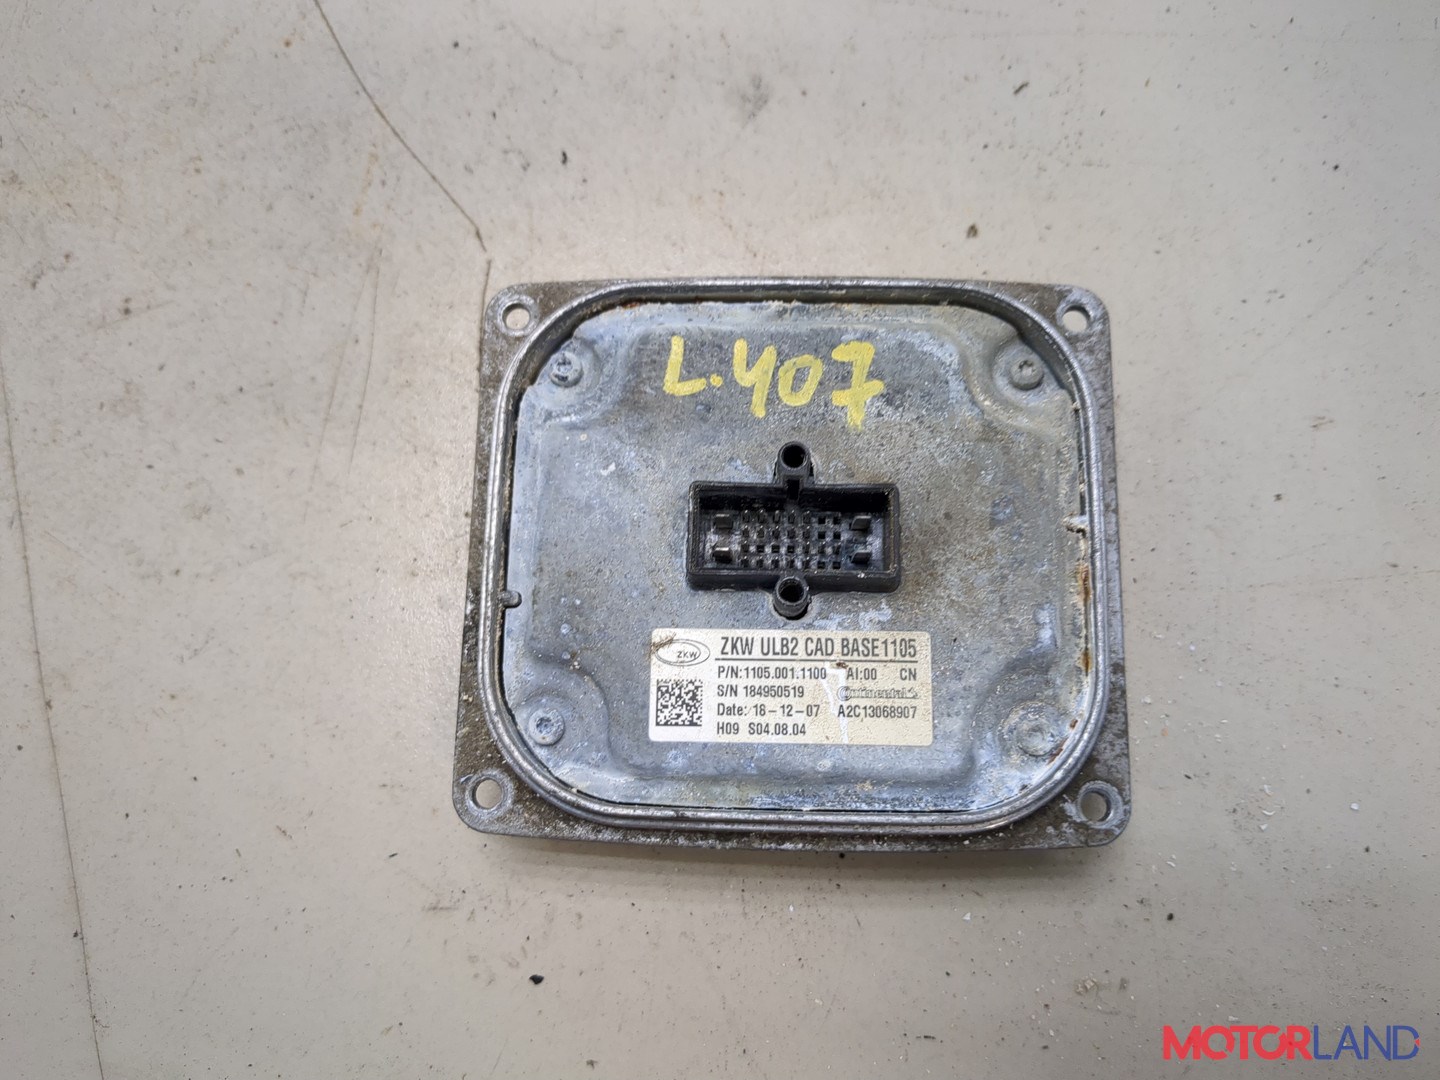 L.407
ZKW ULB2 CAD BASE1105
ZKW
P/N:1105.001.1100 AI:00 CN
S/N 184950519 Continental
Date: 18-12-07 A2C13068907
H09 S04.08.04
MOTORLAND